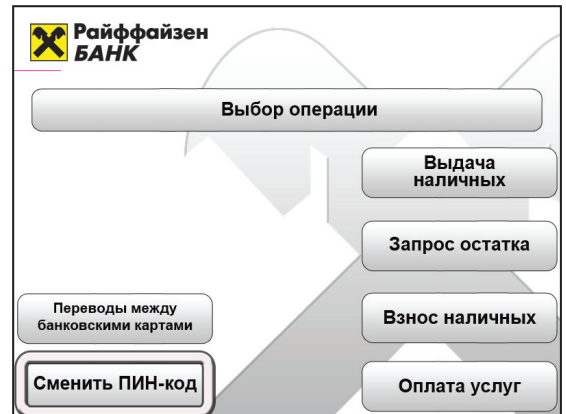 Райффайзен
БАНК
Выбор операции
Выдача
наличных
Запрос остатка
Переводы между
банковскими картами
Взнос наличных
Сменить ПИН-код
Оплата услуг